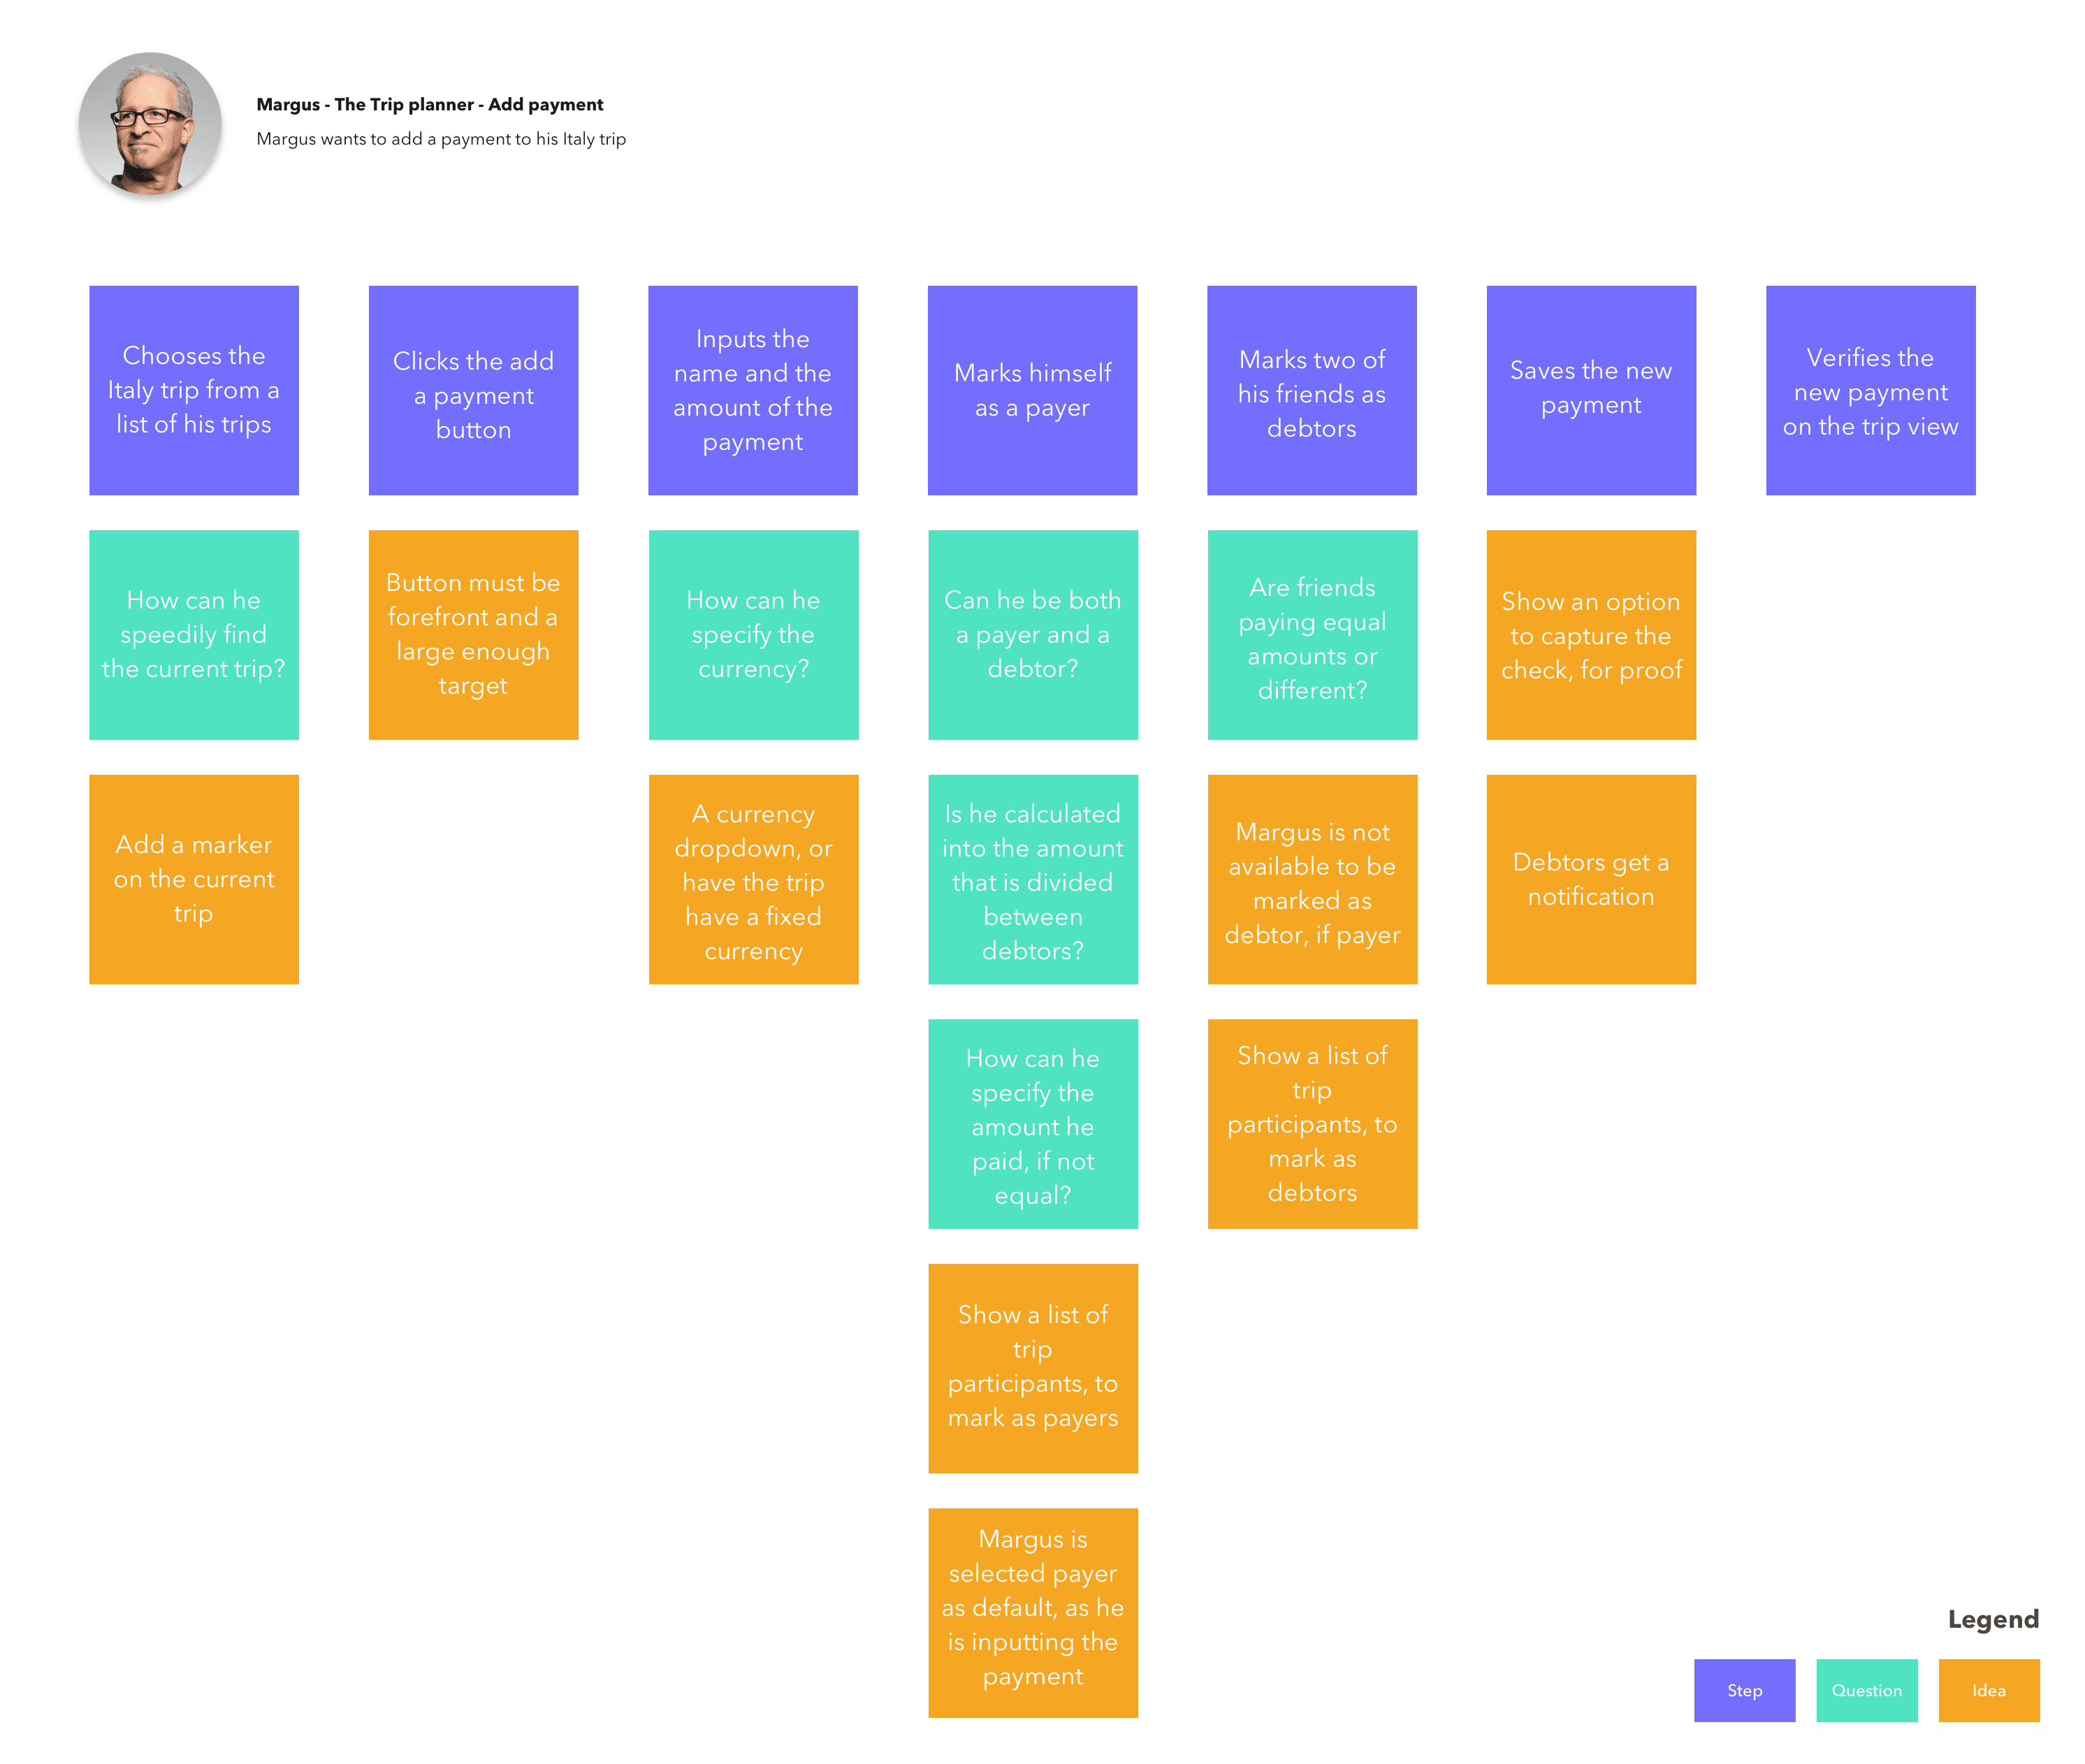 Margus - The Trip planner - Add payment
Margus wants to add a payment to his Italy trip
Chooses the
Italy trip from a
list of his trips
Clicks the add
a payment
button
Inputs the
name and the
amount of the
payment
Marks himself
as a payer
Marks two of
his friends as
debtors
Saves the new
payment
Verifies the
new payment
on the trip view
How can he
speedily find
the current trip?
Button must be
forefront and a
large enough
target
How can he
specify the
currency?
Can he be both
a payer and a
debtor?
Are friends
paying equal
amounts or
different?
Show an option
to capture the
check, for proof
Add a marker
on the current
trip
A currency
dropdown, or
have the trip
have a fixed
currency
Is he calculated
into the amount
that is divided
between
debtors?
Margus is not
available to be
marked as
debtor, if payer
Debtors get a
notification
How can he
specify the
amount he
paid, if not
equal?
Show a list of
trip
participants, to
mark as
debtors
Show a list of
trip
participants, to
mark as payers
Margus is
selected payer
as default, as he
is inputting the
payment
Legend
Step
Question
Idea